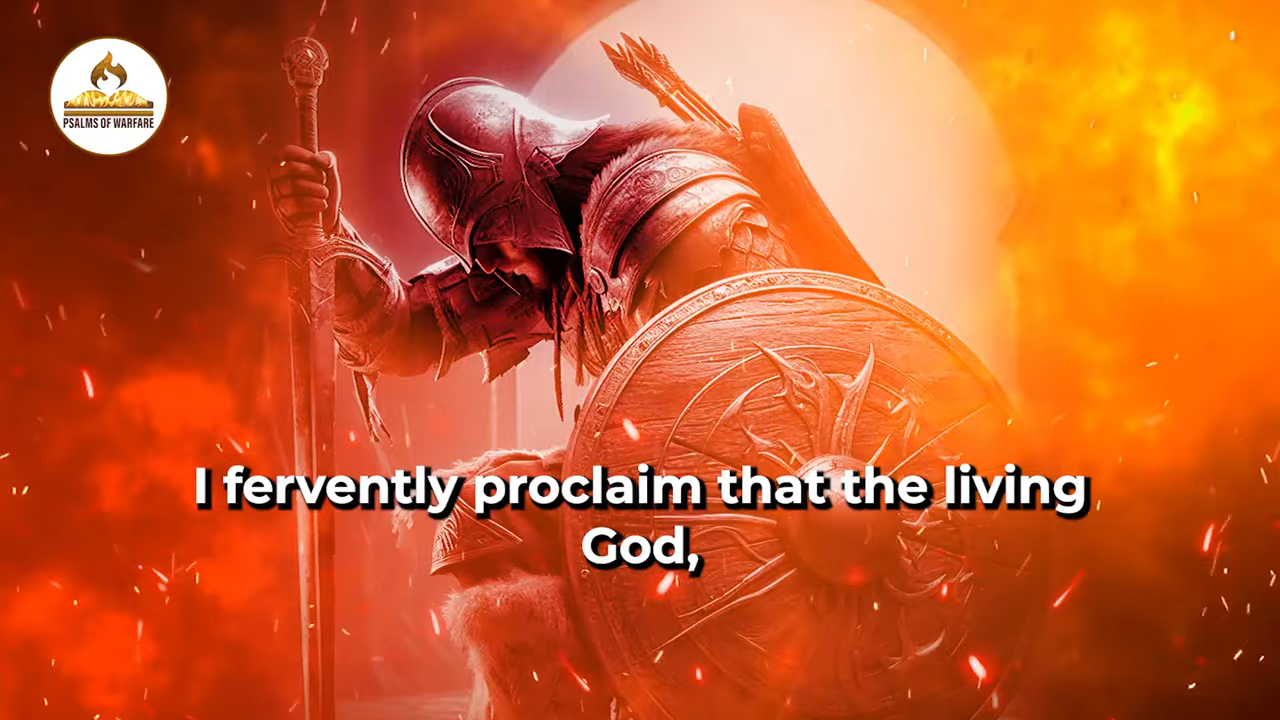 PSALMS OF WARFARE
I fervently proclaim that the living
God,